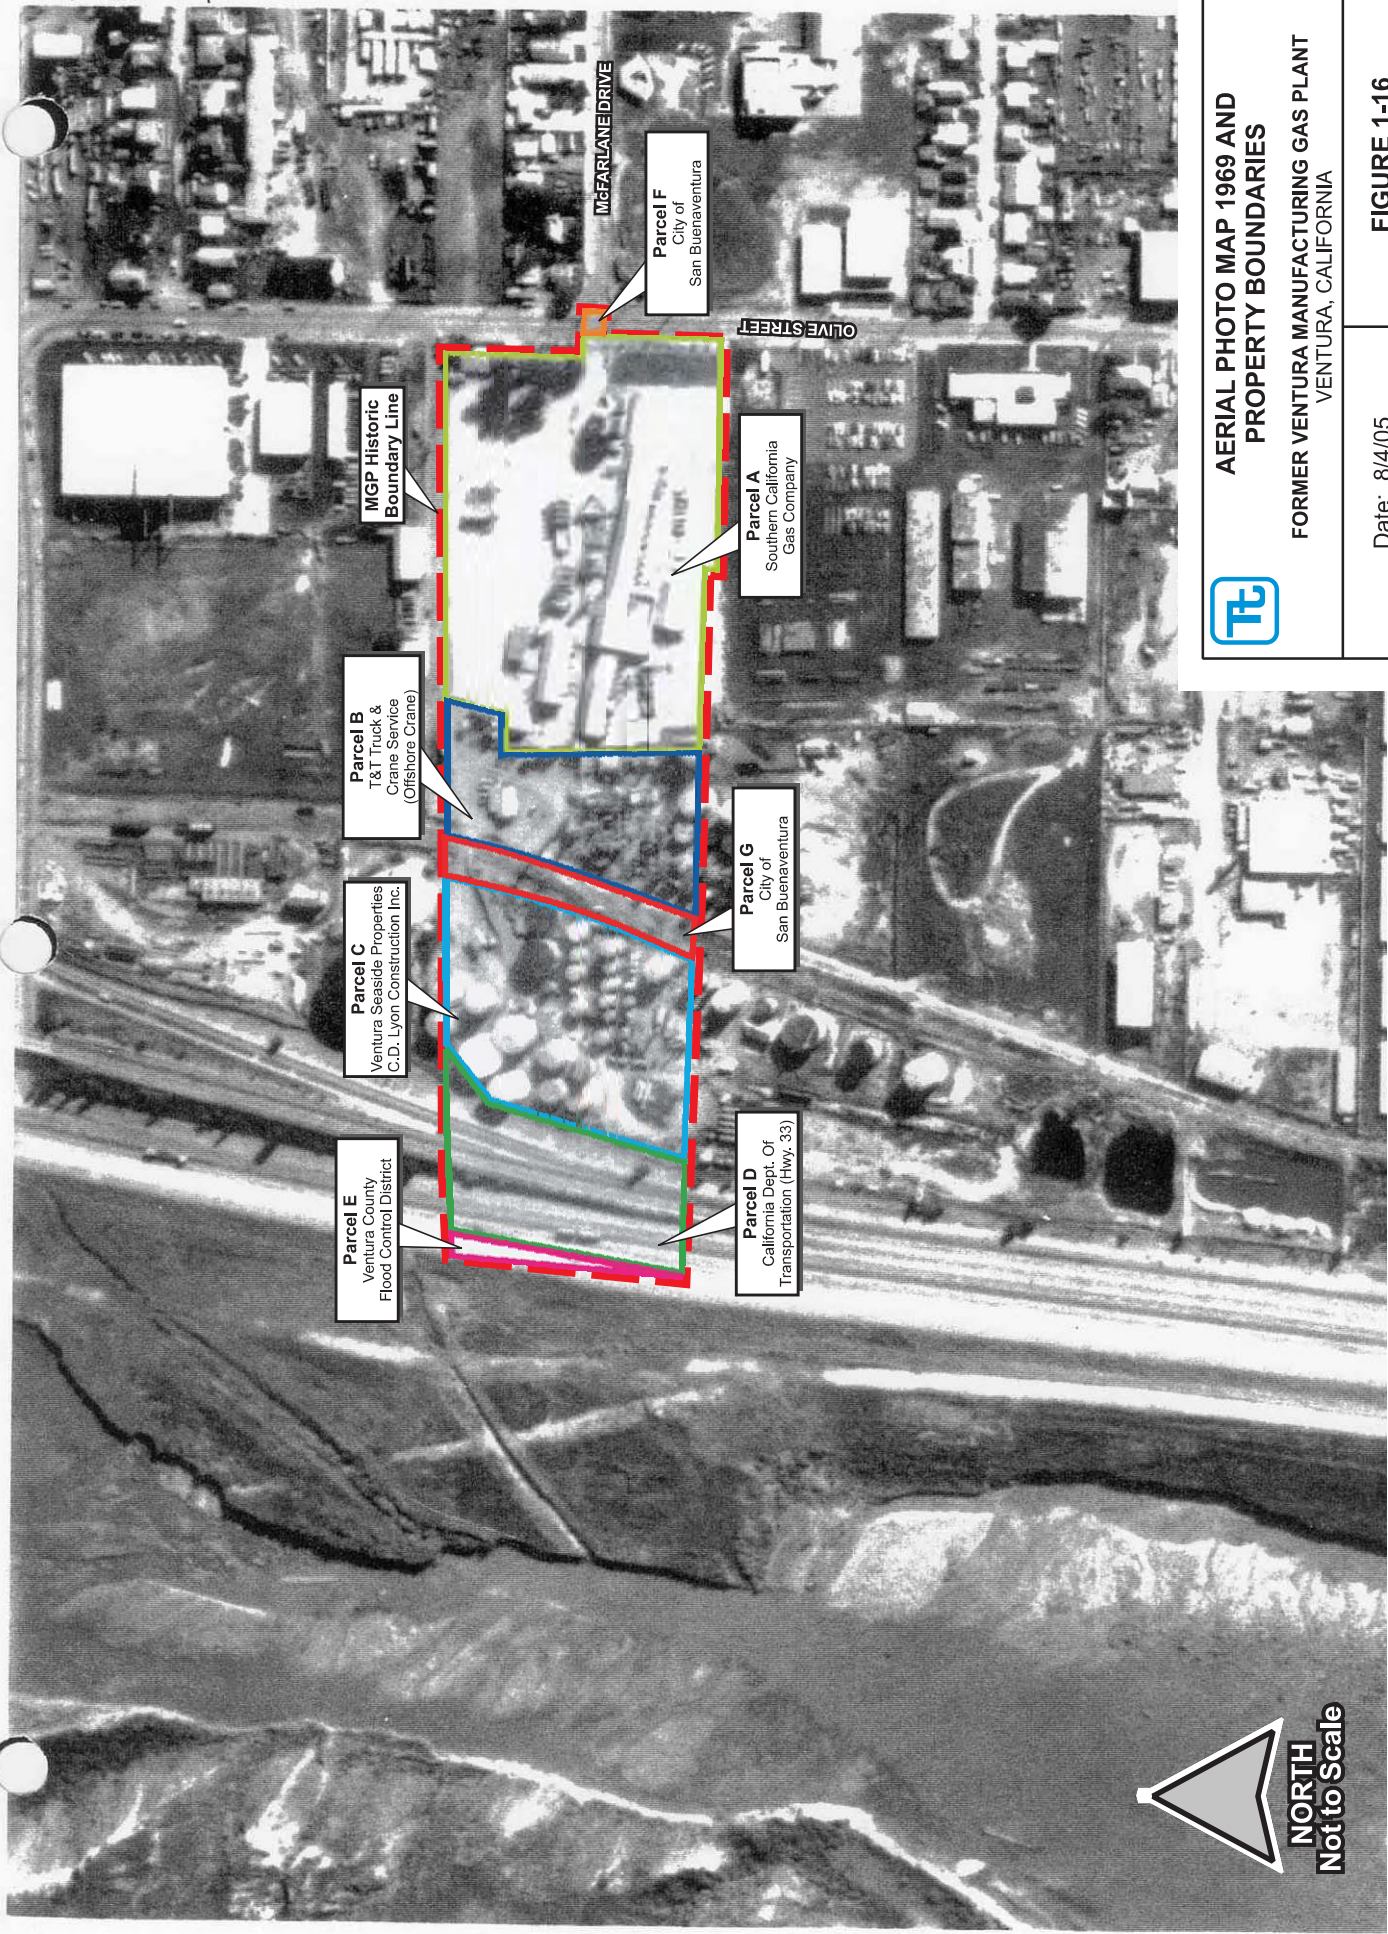 AERIAL PHOTO MAP 1969 AND
PROPERTY BOUNDARIES
FORMER VENTURA MANUFACTURING GAS PLANT
VENTURA, CALIFORNIA
Tt
Date: 8/4/05
FIGURE 1-16
McFARLANE DRIVE
OLIVE STREET
MGP Historic
Boundary Line
Parcel F
City of
San Buenaventura
Parcel A
Southern California
Gas Company
Parcel B
T&T Truck &
Crane Service
(Offshore Crane)
Parcel G
City of
San Buenaventura
Parcel C
Ventura Seaside Properties
C.D. Lyon Construction Inc.
Parcel D
California Dept. Of
Transportation (Hwy. 33)
Parcel E
Ventura County
Flood Control District
NORTH
Not to Scale